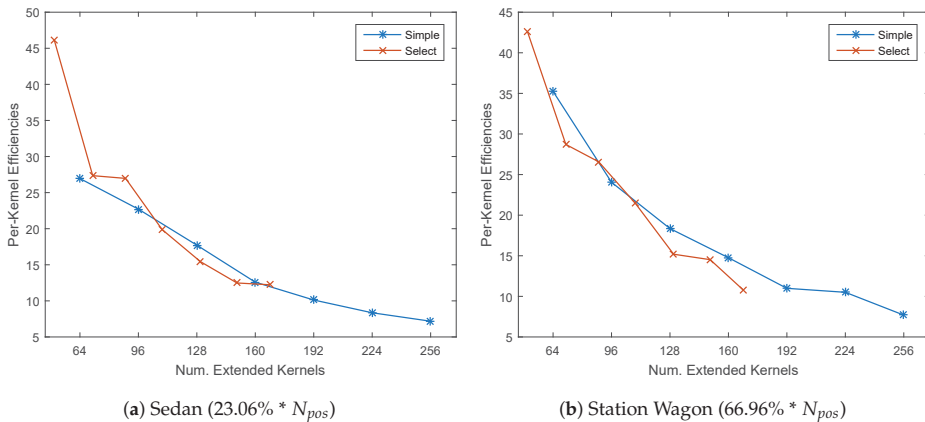 50
45
40
35
30
25
20
15
10
5
Per-Kernel Efficiencies
Simple
Select
64 96 128 160 192 224 256
Num. Extended Kernels
(a) Sedan (23.06% * Npos)
45
40
35
30
25
20
15
10
5
Per-Kernel Efficiencies
Simple
Select
64 96 128 160 192 224 256
Num. Extended Kernels
(b) Station Wagon (66.96% * Npos)